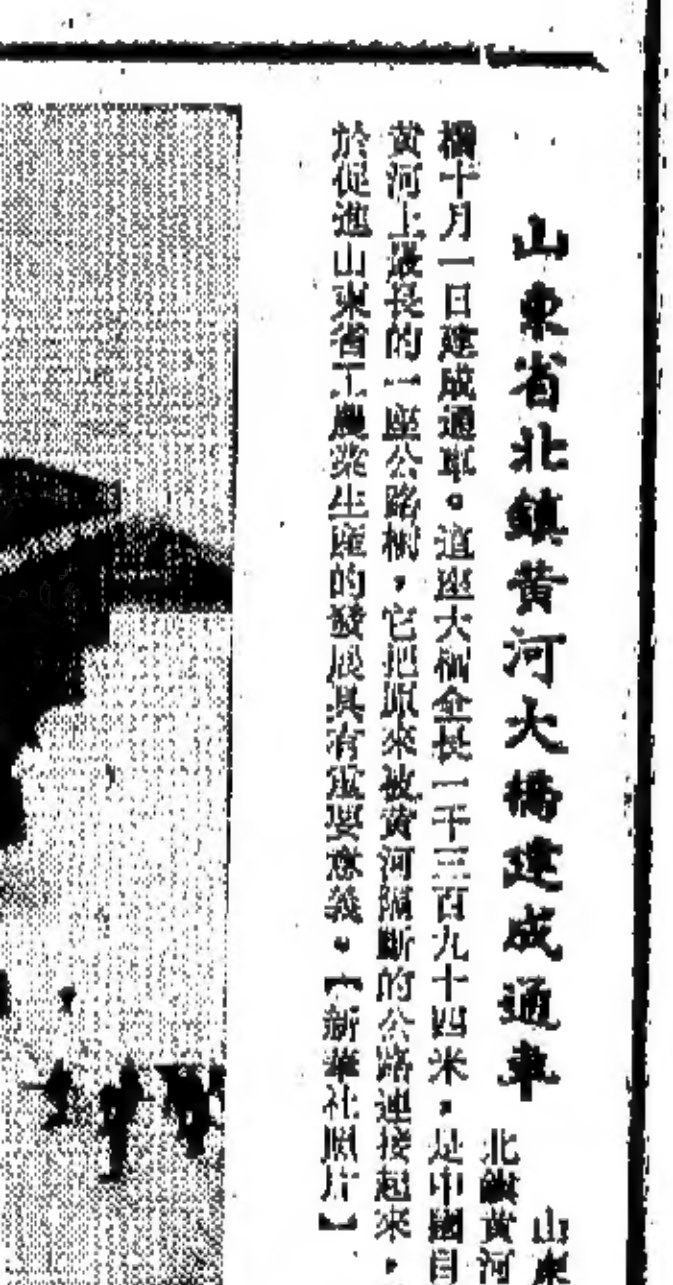 山東省北鎮黃河大橋建成通車
山東
北鎮黃河
橋十月一日建成通車。這座大橋全長一千三百九十四米,是中國目
黃河上最長的一座公路橋,它把原來被黃河隔斷的公路連接起來,
於促進山東省工農業生産的發展具有重要意義。【新華社照片】